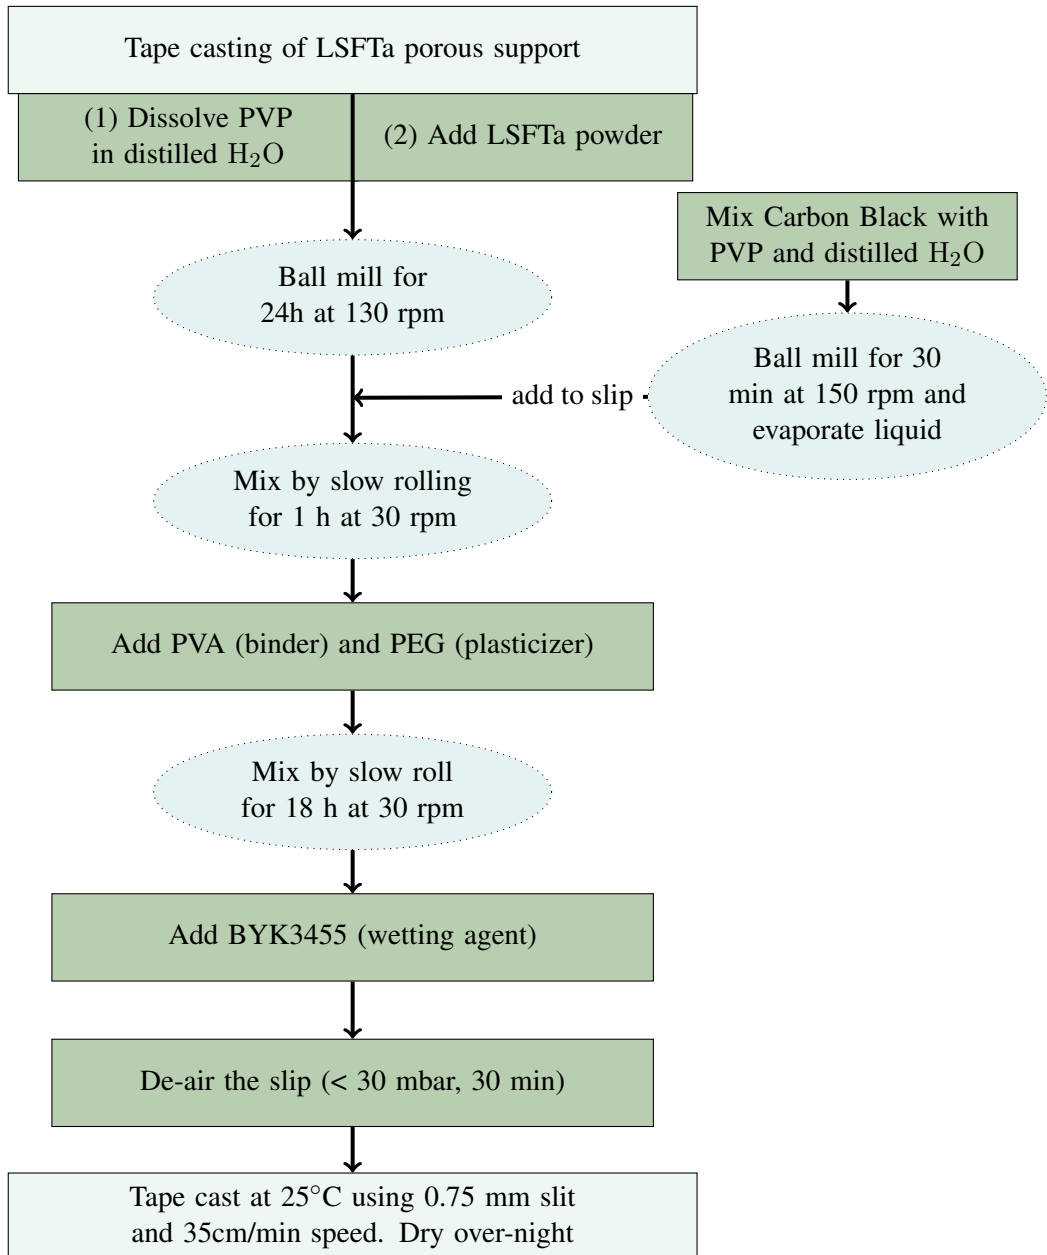 Tape casting of LSFTa porous support
(1) Dissolve PVP
in distilled H₂O
(2) Add LSFTa powder
Mix Carbon Black with
PVP and distilled H₂O
Ball mill for
24h at 130 rpm
Ball mill for 30
min at 150 rpm and
evaporate liquid
add to slip
Mix by slow rolling
for 1 h at 30 rpm
Add PVA (binder) and PEG (plasticizer)
Mix by slow roll
for 18 h at 30 rpm
Add BYK3455 (wetting agent)
De-air the slip (< 30 mbar, 30 min)
Tape cast at 25°C using 0.75 mm slit
and 35cm/min speed. Dry over-night